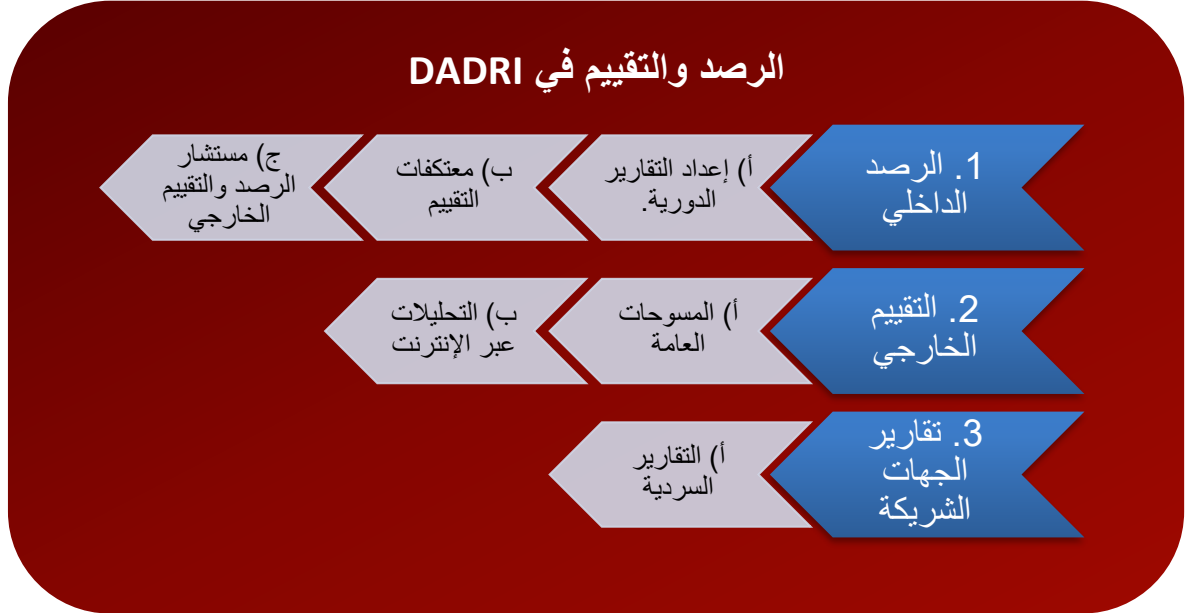 الرصد والتقييم في DADRI
1. الرصد
الداخلي
أ) إعداد التقارير
الدورية.
ب) معتكفات
التقييم
ج) مستشار
الرصد والتقييم
الخارجي
2. التقييم
الخارجي
أ) المسوحات
العامة
ب) التحليلات
عبر الإنترنت
3. تقارير
الجهات
الشريكة
أ) التقارير
السردية